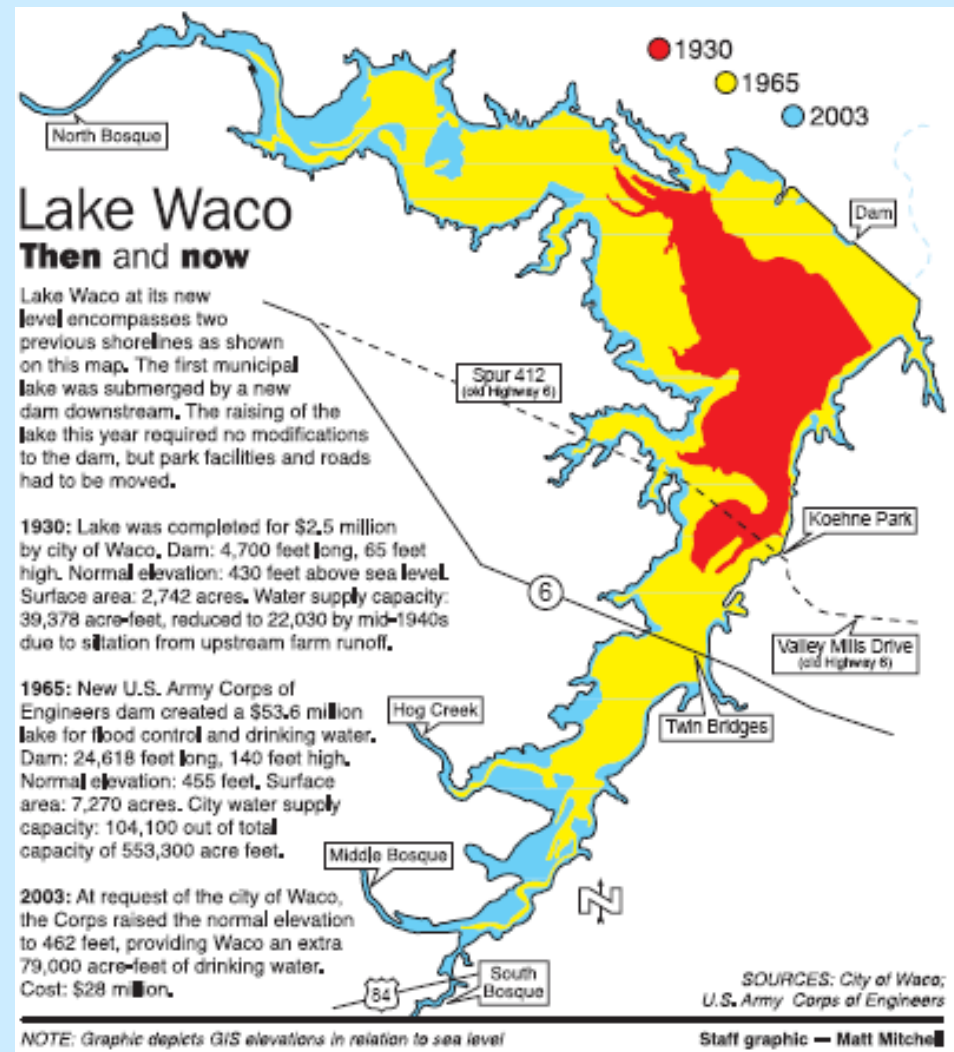 1930
1965
2003
North Bosque
Lake Waco
Then and now
Dam
Lake Waco at its new
level encompasses two
previous shorelines as shown
on this map. The first municipal
lake was submerged by a new
dam downstream. The raising of the
lake this year required no modifications
to the dam, but park facilities and roads
had to be moved.
Spur 412
(old Highway 6)
1930: Lake was completed for $2.5 million
by city of Waco. Dam: 4,700 feet long, 65 feet
high. Normal elevation: 430 feet above sea level.
Surface area: 2,742 acres. Water supply capacity:
39,378 acre-feet, reduced to 22,030 by mid-1940s
due to siltation from upstream farm runoff.
Koehne Park
6
Valley Mills Drive
(old Highway 6)
Twin Bridges
1965: New U.S. Army Corps of
Engineers dam created a $53.6 million
lake for flood control and drinking water.
Dam: 24,618 feet long, 140 feet high.
Normal elevation: 455 feet. Surface
area: 7,270 acres. City water supply
capacity: 104,100 out of total
capacity of 553,300 acre feet.
Hog Creek
Middle Bosque
2003: At request of the city of Waco,
the Corps raised the normal elevation
to 462 feet, providing Waco an extra
79,000 acre-feet of drinking water.
Cost: $28 million.
N
84
South
Bosque
SOURCES: City of Waco;
U.S. Army Corps of Engineers
NOTE: Graphic depicts GIS elevations in relation to sea level
Staff graphic — Matt Mitchell